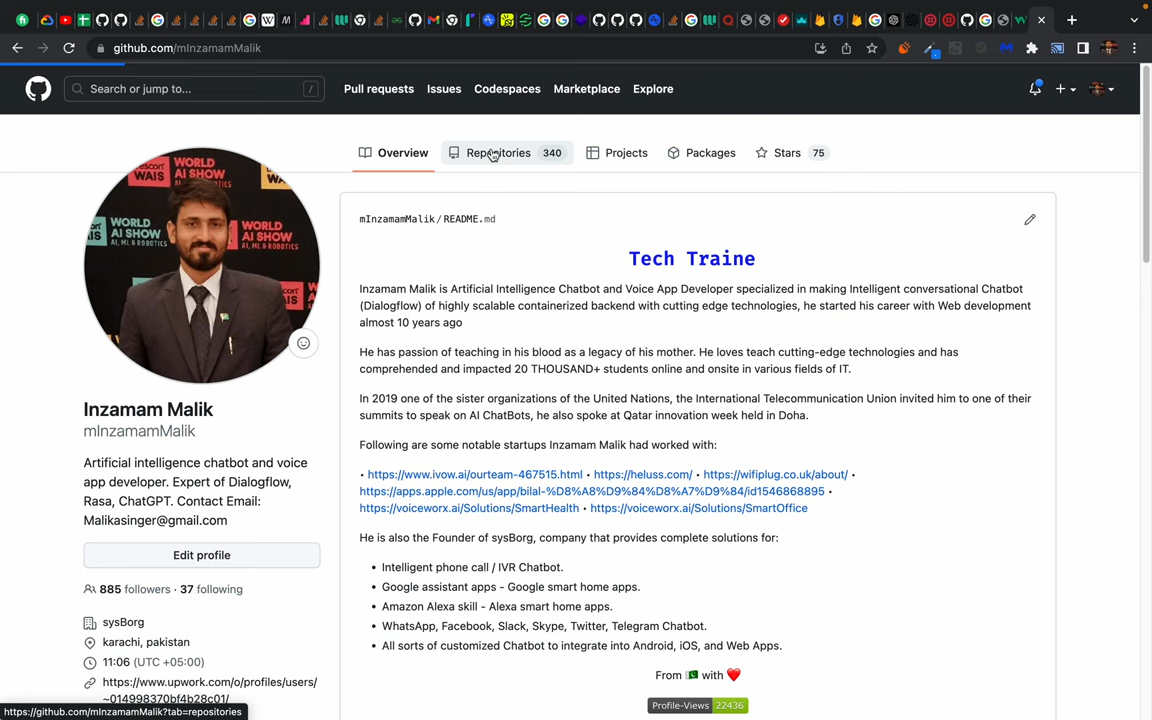 github.com/mInzamamMalik
Search or jump to...
/
Pull requests
Issues
Codespaces
Marketplace
Explore
Overview
Repositories 340
Projects
Packages
Stars 75
WORLD
AI SHOW
AI, ML & ROBOTICS
mInzamamMalik/README.md
Tech Traine
Inzamam Malik is Artificial Intelligence Chatbot and Voice App Developer specialized in making Intelligent conversational Chatbot
(Dialogflow) of highly scalable containerized backend with cutting edge technologies, he started his career with Web development
almost 10 years ago
He has passion of teaching in his blood as a legacy of his mother. He loves teach cutting-edge technologies and has
comprehended and impacted 20 THOUSAND+ students online and onsite in various fields of IT.
In 2019 one of the sister organizations of the United Nations, the International Telecommunication Union invited him to one of their
summits to speak on AI ChatBots, he also spoke at Qatar innovation week held in Doha.
Following are some notable startups Inzamam Malik had worked with:
• https://www.ivow.ai/ourteam-467515.html • https://heluss.com/ • https://wifiplug.co.uk/about/ •
https://apps.apple.com/us/app/bilal-%D8%A8%D9%84%D8%A7%D9%84/id1546868895 •
https://voiceworx.ai/Solutions/SmartHealth • https://voiceworx.ai/Solutions/SmartOffice
He is also the Founder of sysBorg, company that provides complete solutions for:
• Intelligent phone call / IVR Chatbot.
• Google assistant apps - Google smart home apps.
• Amazon Alexa skill - Alexa smart home apps.
• WhatsApp, Facebook, Slack, Skype, Twitter, Telegram Chatbot.
• All sorts of customized Chatbot to integrate into Android, iOS, and Web Apps.
From 🇵🇰 with ❤️
Profile-Views 22436
Inzamam Malik
mInzamamMalik
Artificial intelligence chatbot and voice
app developer. Expert of Dialogflow,
Rasa, ChatGPT. Contact Email:
Malikasinger@gmail.com
Edit profile
885 followers · 37 following
sysBorg
karachi, pakistan
11:06 (UTC +05:00)
https://www.upwork.com/o/profiles/users/
~014998370bf4b28c01/
https://github.com/mInzamamMalik?tab=repositories